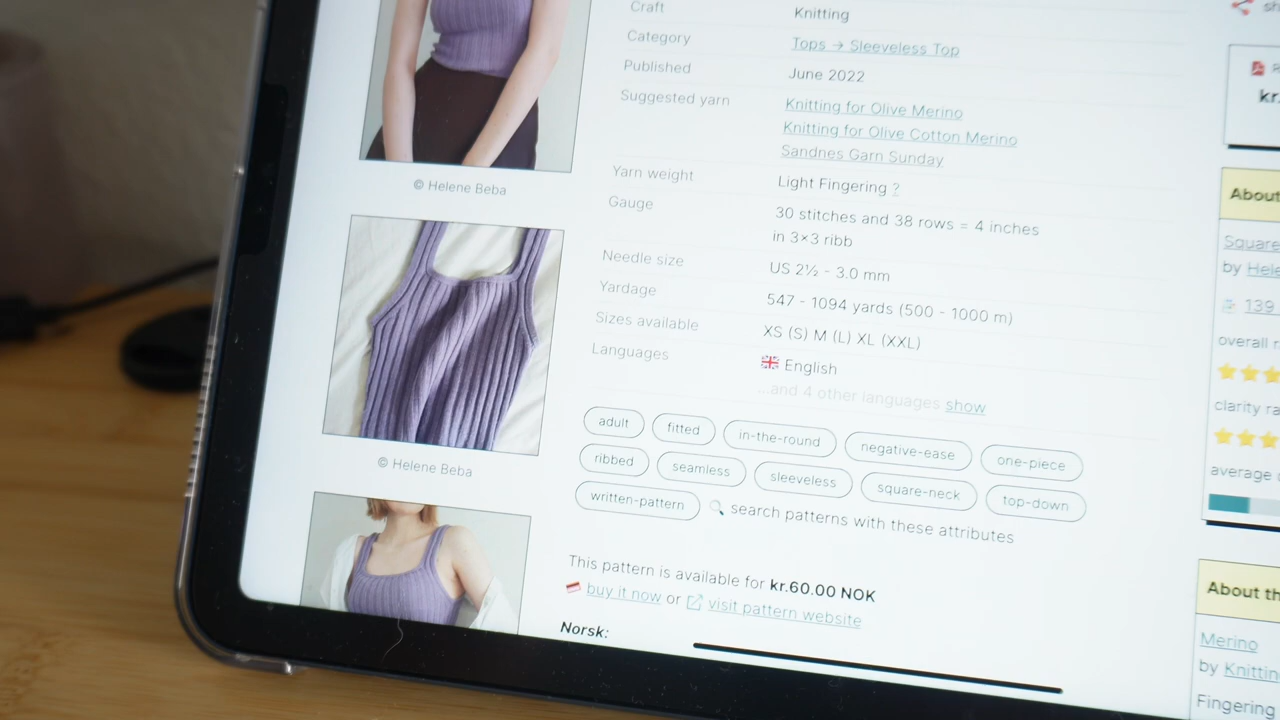 Craft
Knitting
Category
Tops → Sleeveless Top
Published
June 2022
Suggested yarn
Knitting for Olive Merino
Knitting for Olive Cotton Merino
Sandnes Garn Sunday
Yarn weight
Light Fingering ?
Gauge
30 stitches and 38 rows = 4 inches
in 3×3 ribb
Needle size
US 2½ - 3.0 mm
Yardage
547 - 1094 yards (500 - 1000 m)
Sizes available
XS (S) M (L) XL (XXL)
Languages
English
...and 4 other languages show
adult
fitted
in-the-round
negative-ease
one-piece
ribbed
seamless
sleeveless
square-neck
top-down
written-pattern
search patterns with these attributes
This pattern is available for kr.60.00 NOK
buy it now or visit pattern website
Norsk:
© Helene Beba
© Helene Beba
sh
kr.
About
Square
by Hele
139
overall r
clarity ra
average
About th
Merino
by Knittin
Fingering